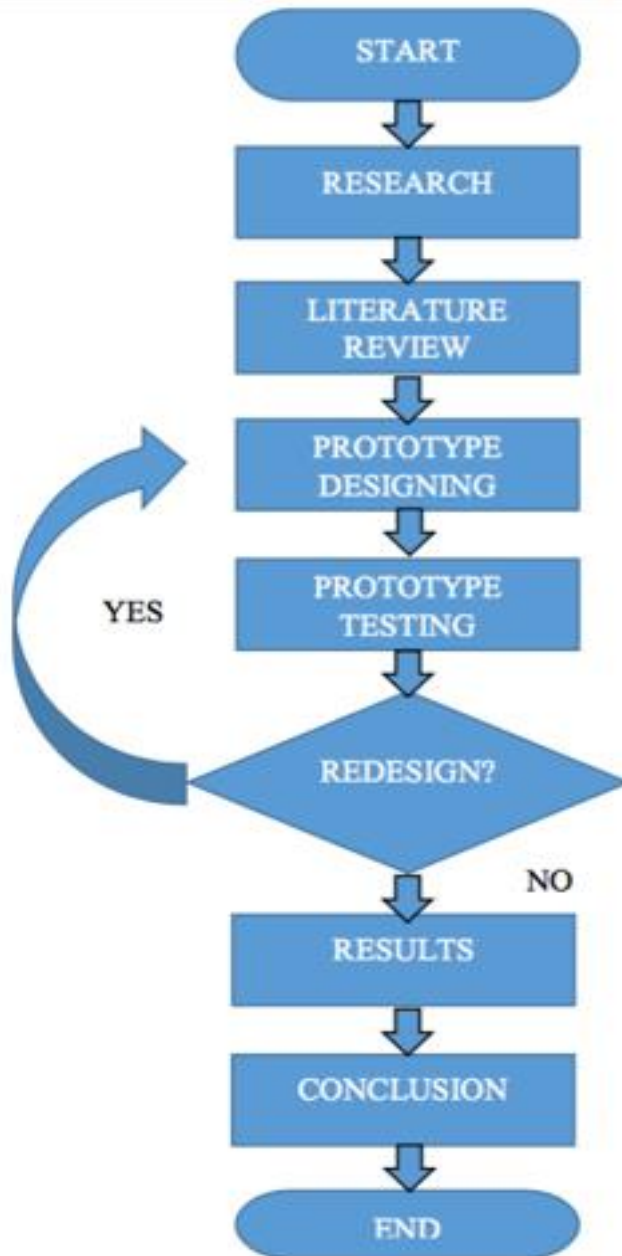 START
RESEARCH
LITERATURE
REVIEW
PROTOTYPE
DESIGNING
PROTOTYPE
TESTING
YES
REDESIGN?
NO
RESULTS
CONCLUSION
END